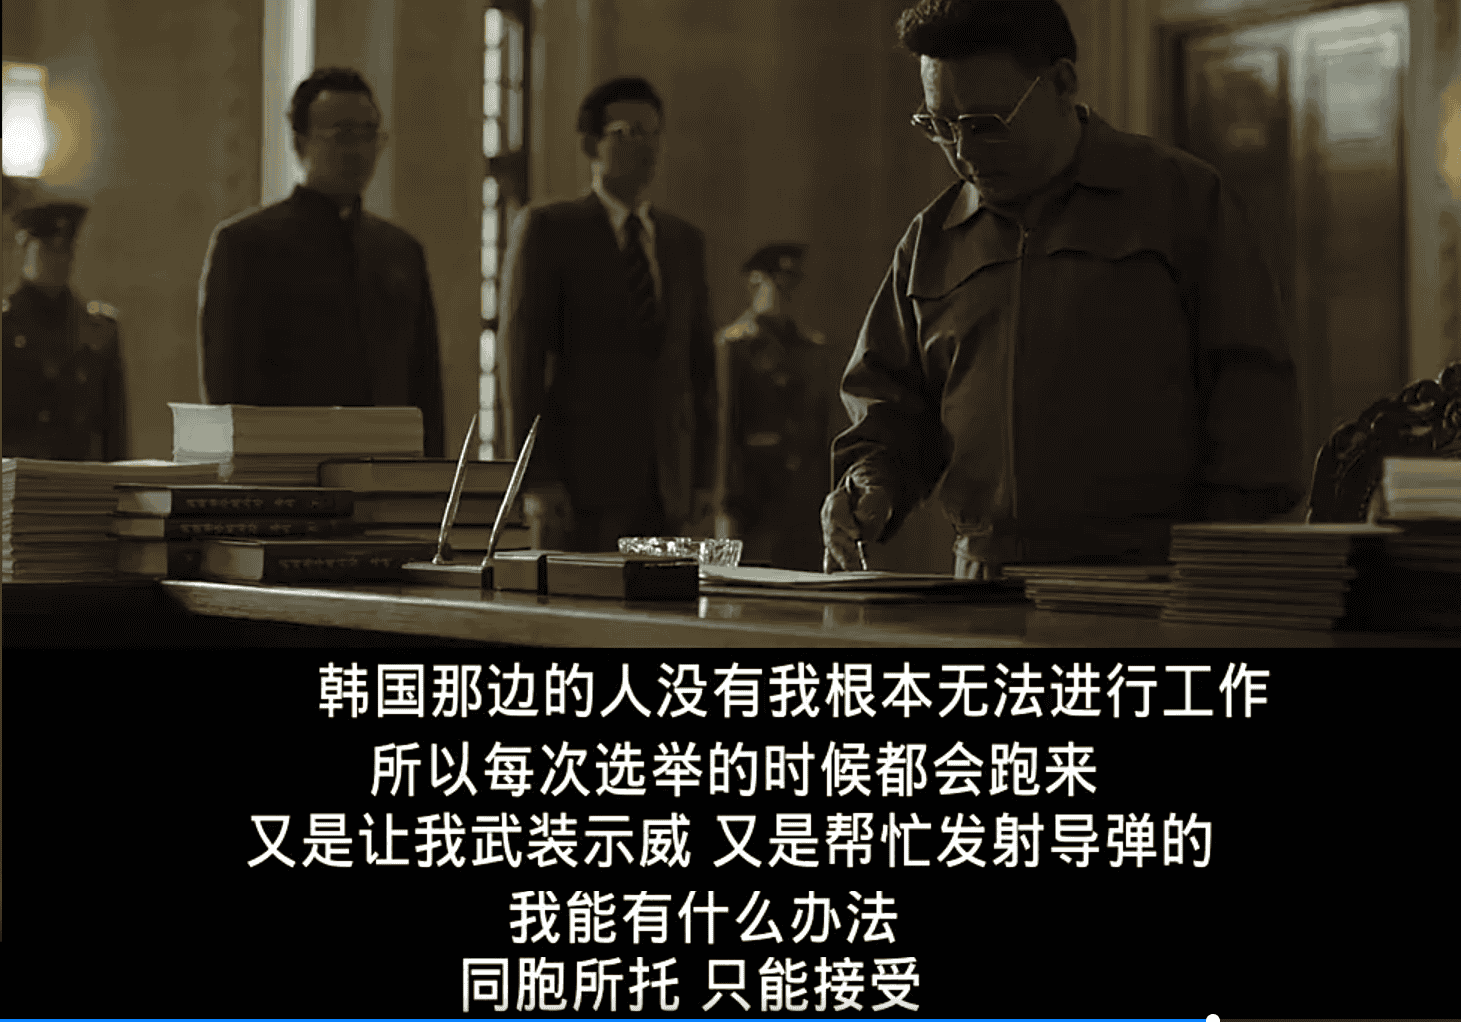 韩国那边的人没有我根本无法进行工作
所以每次选举的时候都会跑来
又是让我武装示威 又是帮忙发射导弹的
我能有什么办法
同胞所托 只能接受